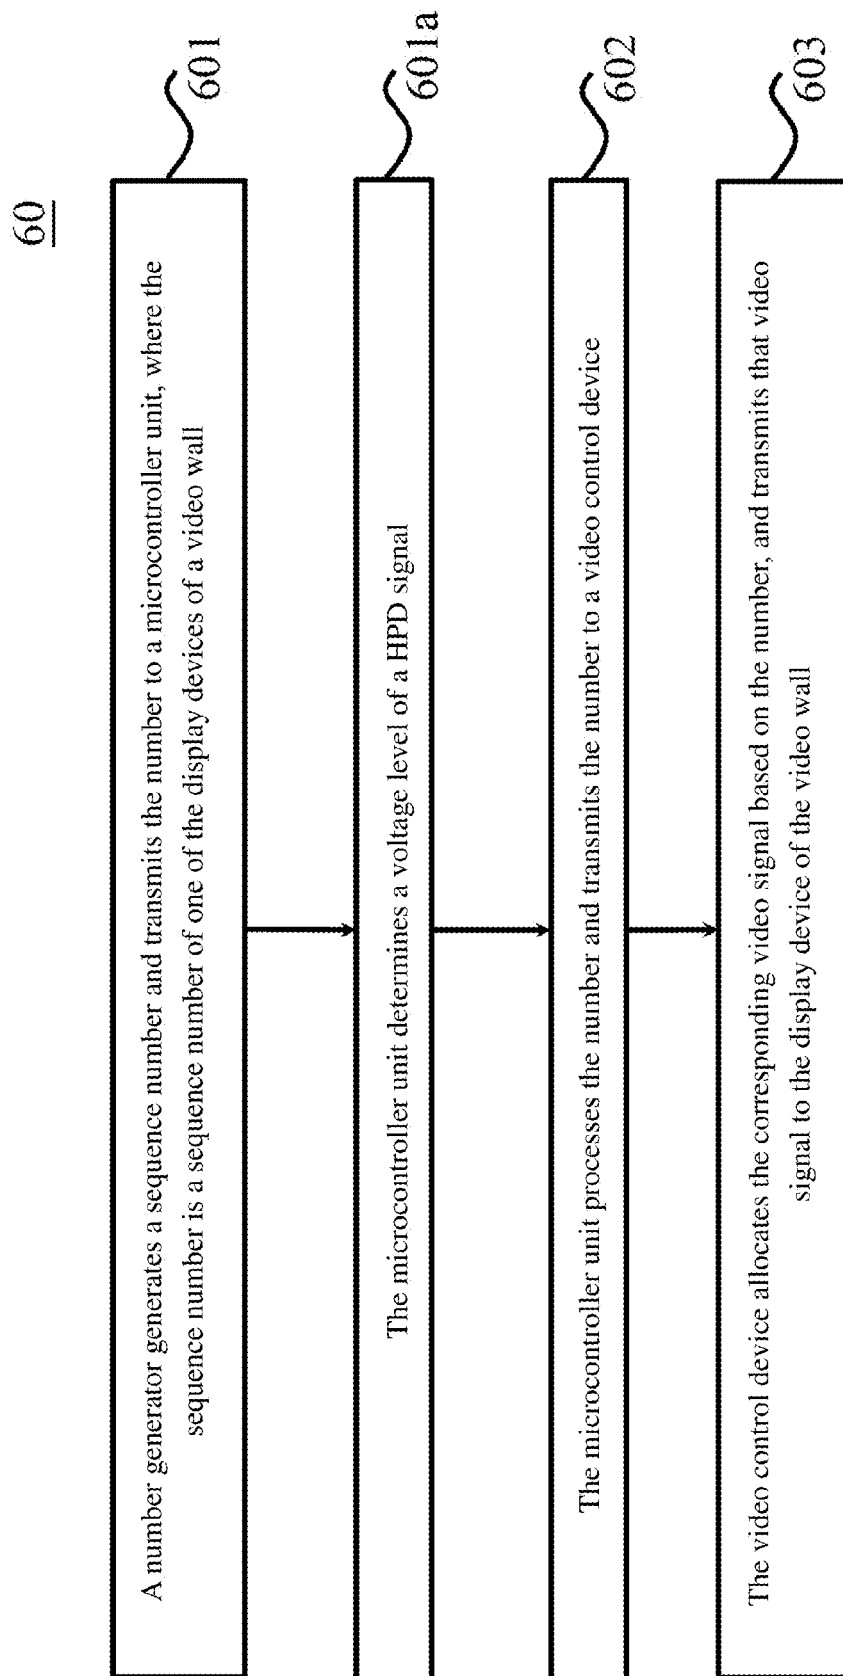 60
A number generator generates a sequence number and transmits the number to a microcontroller unit, where the
sequence number is a sequence number of one of the display devices of a video wall
601
The microcontroller unit determines a voltage level of a HPD signal
601a
The microcontroller unit processes the number and transmits the number to a video control device
602
The video control device allocates the corresponding video signal based on the number, and transmits that video
signal to the display device of the video wall
603